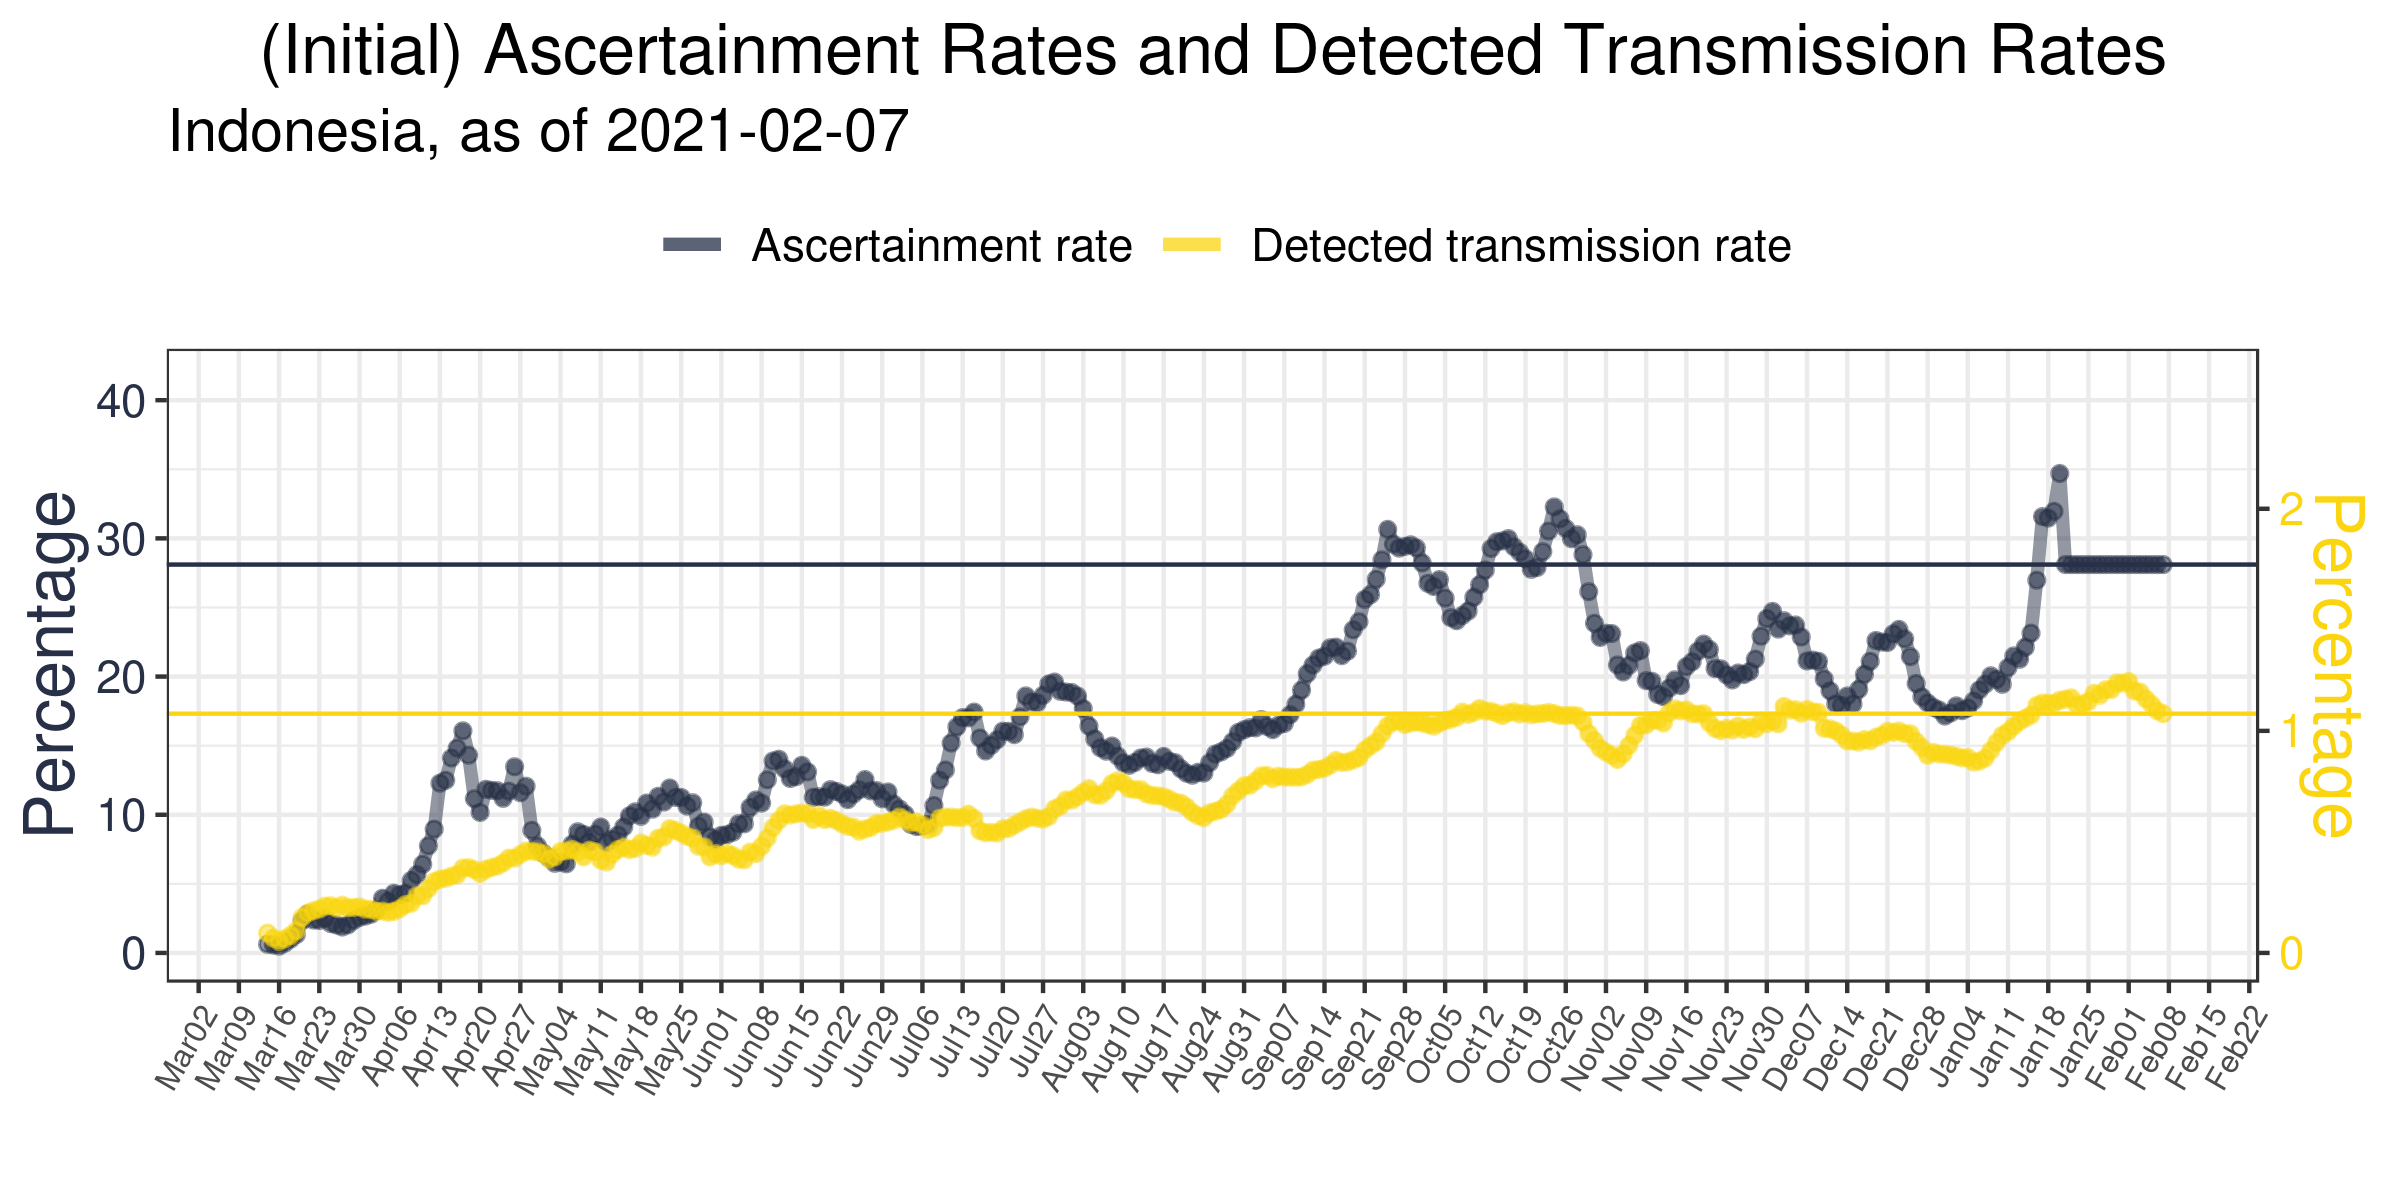 (Initial) Ascertainment Rates and Detected Transmission Rates
Indonesia, as of 2021-02-07
Ascertainment rate
Detected transmission rate
Percentage
40
30
20
10
0
Percentage
2
1
0
Mar02
Mar09
Mar16
Mar23
Mar30
Apr06
Apr13
Apr20
Apr27
May04
May11
May18
May25
Jun01
Jun08
Jun15
Jun22
Jun29
Jul06
Jul13
Jul20
Jul27
Aug03
Aug10
Aug17
Aug24
Aug31
Sep07
Sep14
Sep21
Sep28
Oct05
Oct12
Oct19
Oct26
Nov02
Nov09
Nov16
Nov23
Nov30
Dec07
Dec14
Dec21
Dec28
Jan04
Jan11
Jan18
Jan25
Feb01
Feb08
Feb15
Feb22